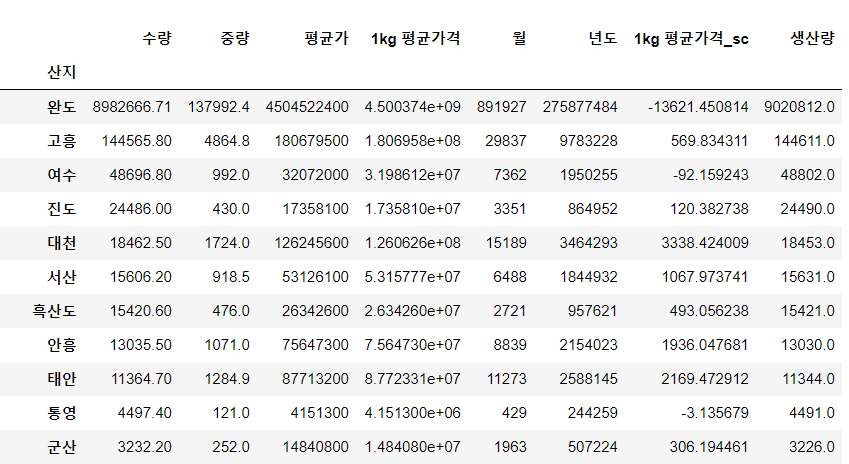 수량 중량 평균가 1kg 평균가격 월 년도 1kg 평균가격_sc 생산량
산지
완도 8982666.71 137992.4 4504522400 4.500374e+09 891927 275877484 -13621.450814 9020812.0
고흥 144565.80 4864.8 180679500 1.806958e+08 29837 9783228 569.834311 144611.0
여수 48696.80 992.0 32072000 3.198612e+07 7362 1950255 -92.159243 48802.0
진도 24486.00 430.0 17358100 1.735810e+07 3351 864952 120.382738 24490.0
대천 18462.50 1724.0 126245600 1.260626e+08 15189 3464293 3338.424009 18453.0
서산 15606.20 918.5 53126100 5.315777e+07 6488 1844932 1067.973741 15631.0
흑산도 15420.60 476.0 26342600 2.634260e+07 2721 957621 493.056238 15421.0
안흥 13035.50 1071.0 75647300 7.564730e+07 8839 2154023 1936.047681 13030.0
태안 11364.70 1284.9 87713200 8.772331e+07 11273 2588145 2169.472912 11344.0
통영 4497.40 121.0 4151300 4.151300e+06 429 244259 -3.135679 4491.0
군산 3232.20 252.0 14840800 1.484080e+07 1963 507224 306.194461 3226.0